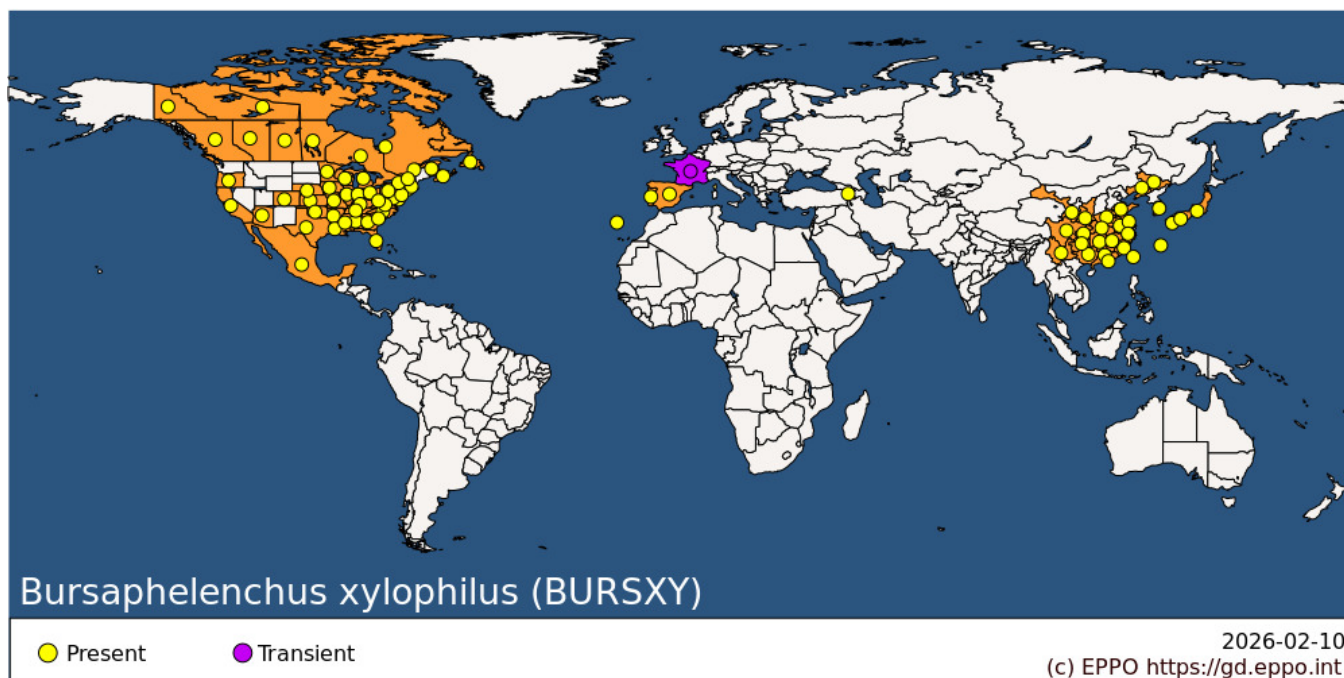 Bursaphelenchus xylophilus (BURSXY)
Present
Transient
2026-02-10
(c) EPPO https://gd.eppo.int